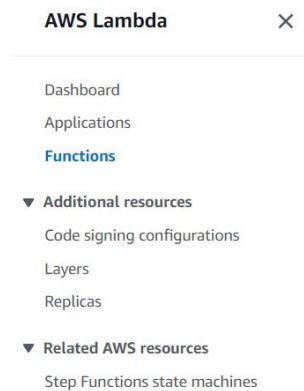 AWS Lambda
Dashboard
Applications
Functions
Additional resources
Code signing configurations
Layers
Replicas
Related AWS resources
Step Functions state machines